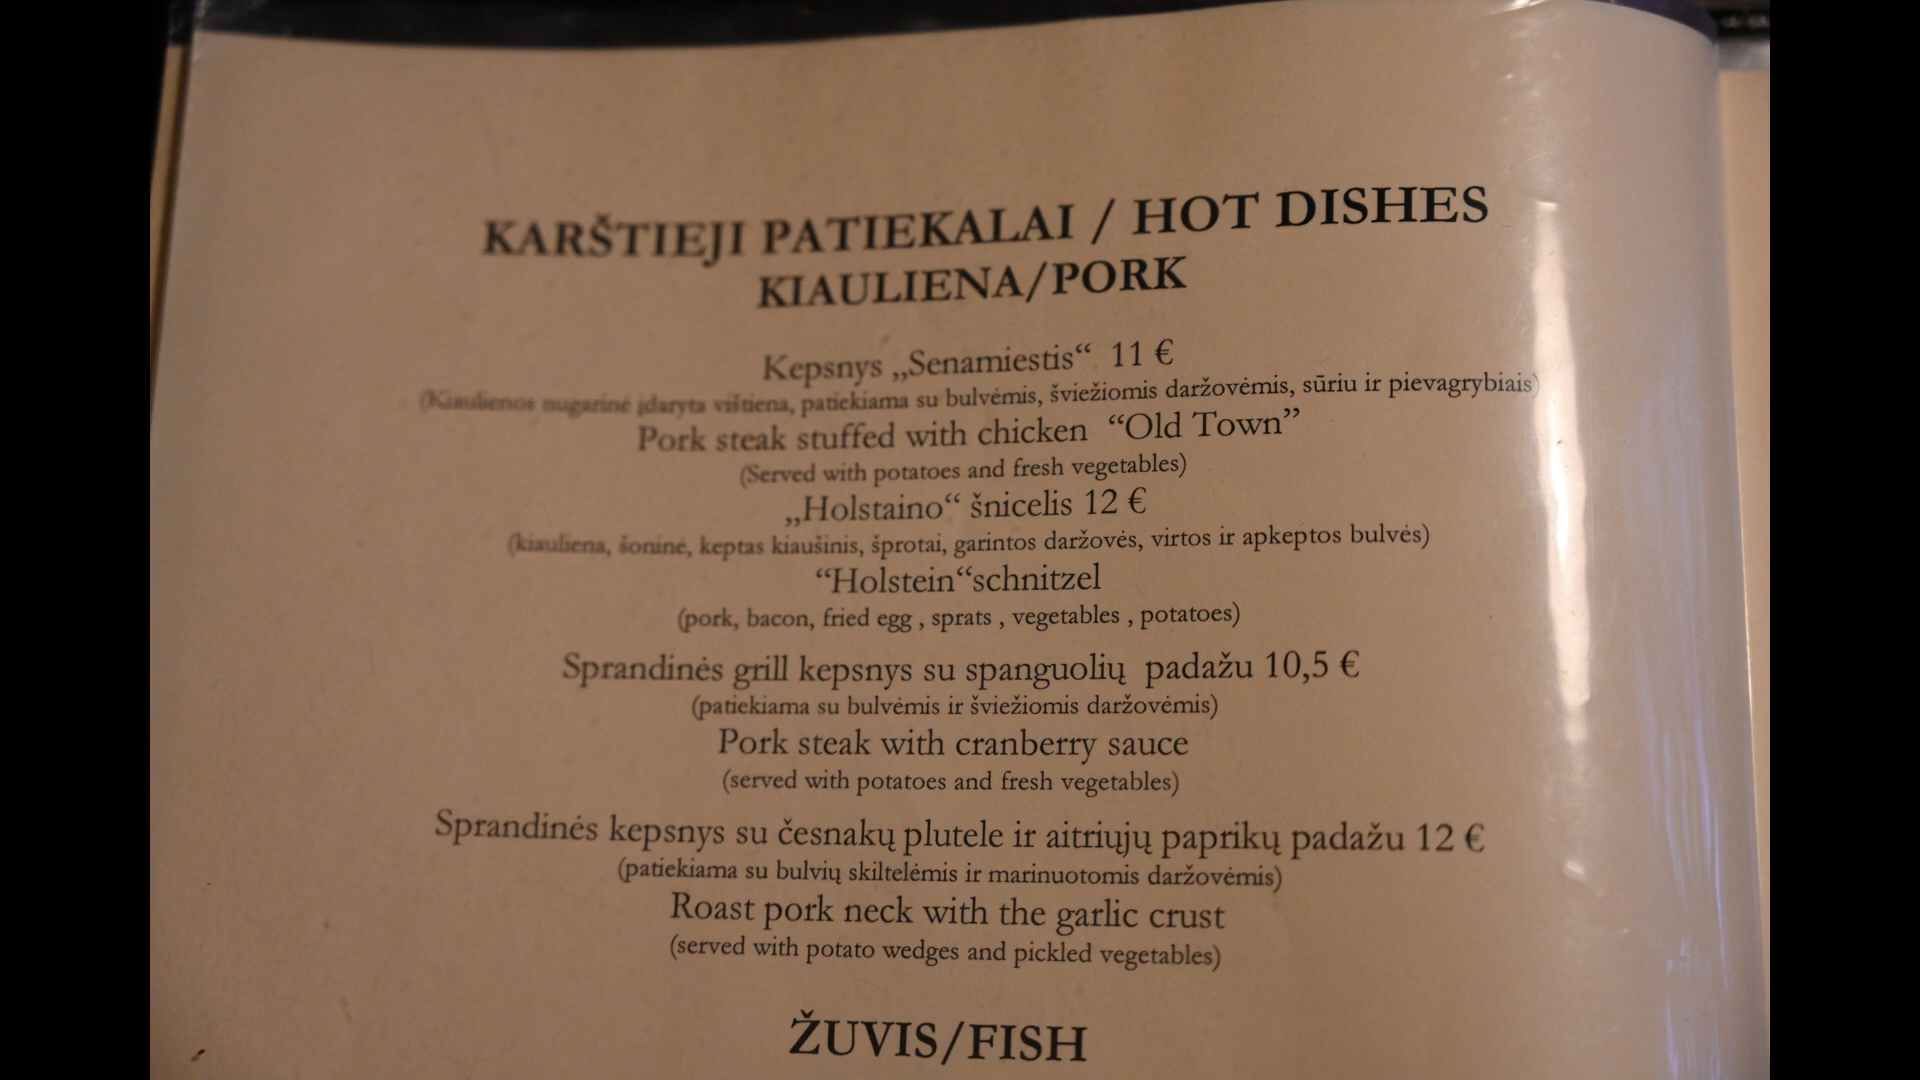 KARŠTIEJI PATIEKALAI / HOT DISHES
KIAULIENA/PORK
Kepsnys „Senamiestis“ 11 €
(Kiaulienos nugarinė įdaryta vištiena, patiekiama su bulvėmis, šviežiomis daržovėmis, sūriu ir pievagrybiais)
Pork steak stuffed with chicken “Old Town”
(Served with potatoes and fresh vegetables)
„Holstaino“ šnicelis 12 €
(kiauliena, šoninė, keptas kiaušinis, šprotai, garintos daržovės, virtos ir apkeptos bulvės)
“Holstein“schnitzel
(pork, bacon, fried egg , sprats , vegetables , potatoes)
Sprandinės grill kepsnys su spanguolių padažu 10,5 €
(patiekiama su bulvėmis ir šviežiomis daržovėmis)
Pork steak with cranberry sauce
(served with potatoes and fresh vegetables)
Sprandinės kepsnys su česnakų plutele ir aitriųjų paprikų padažu 12 €
(patiekiama su bulvių skiltelėmis ir marinuotomis daržovėmis)
Roast pork neck with the garlic crust
(served with potato wedges and pickled vegetables)
ŽUVIS/FISH